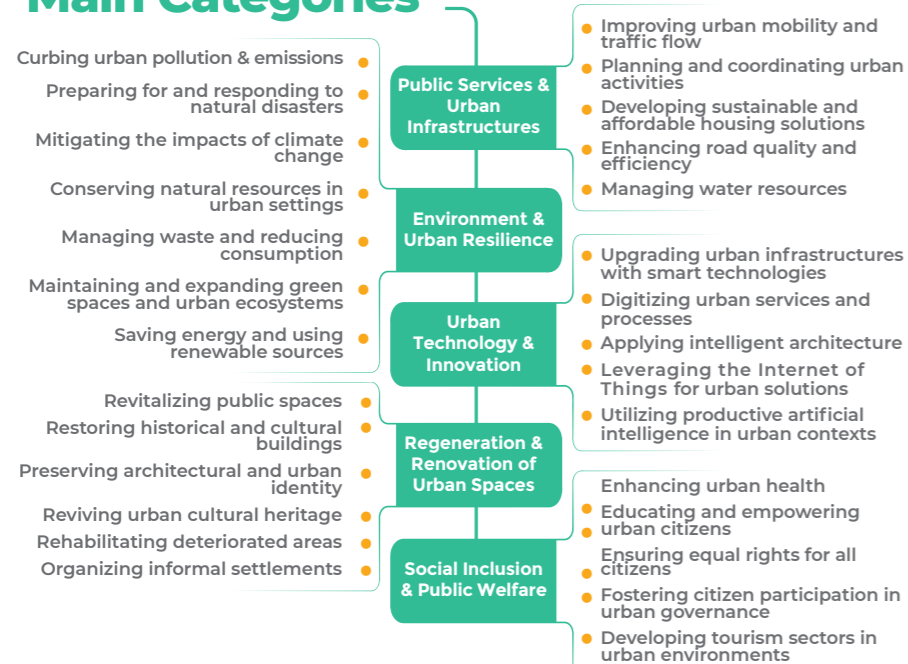 Main Categories
Public Services &
Urban
Infrastructures
Improving urban mobility and
traffic flow
Planning and coordinating urban
activities
Developing sustainable and
affordable housing solutions
Enhancing road quality and
efficiency
Managing water resources
Environment &
Urban Resilience
Curbing urban pollution & emissions
Preparing for and responding to
natural disasters
Mitigating the impacts of climate
change
Conserving natural resources in
urban settings
Managing waste and reducing
consumption
Maintaining and expanding green
spaces and urban ecosystems
Saving energy and using
renewable sources
Urban
Technology &
Innovation
Upgrading urban infrastructures
with smart technologies
Digitizing urban services and
processes
Applying intelligent architecture
Leveraging the Internet of
Things for urban solutions
Utilizing productive artificial
intelligence in urban contexts
Regeneration &
Renovation of
Urban Spaces
Revitalizing public spaces
Restoring historical and cultural
buildings
Preserving architectural and urban
identity
Reviving urban cultural heritage
Rehabilitating deteriorated areas
Organizing informal settlements
Social Inclusion
& Public Welfare
Enhancing urban health
Educating and empowering
urban citizens
Ensuring equal rights for all
citizens
Fostering citizen participation in
urban governance
Developing tourism sectors in
urban environments